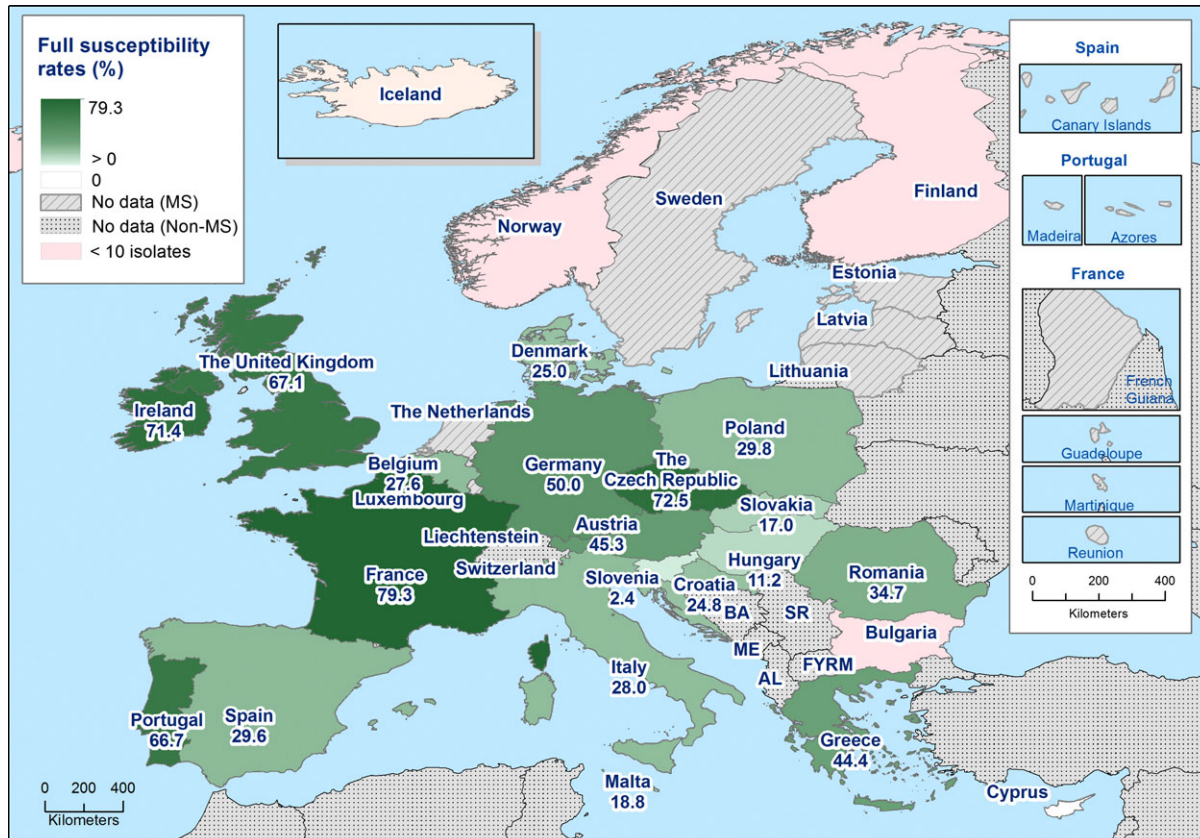 Full susceptibility
rates (%)
79.3
> 0
0
No data (MS)
No data (Non-MS)
< 10 isolates
Iceland
Norway
Sweden
Finland
Estonia
Latvia
Lithuania
Denmark
25.0
The United Kingdom
67.1
Ireland
71.4
The Netherlands
Belgium
27.6
Luxembourg
Germany
50.0
Poland
29.8
The
Czech Republic
72.5
Slovakia
17.0
Austria
45.3
Liechtenstein
Switzerland
France
79.3
Hungary
11.2
Slovenia
2.4
Croatia
24.8
Romania
34.7
BA
SR
Bulgaria
ME
FYRM
AL
Italy
28.0
Portugal
66.7
Spain
29.6
Greece
44.4
Malta
18.8
Cyprus
0 200 400
Kilometers
Spain
Canary Islands
Portugal
Madeira
Azores
France
French
Guiana
Guadeloupe
Martinique
Reunion
0 200 400
Kilometers